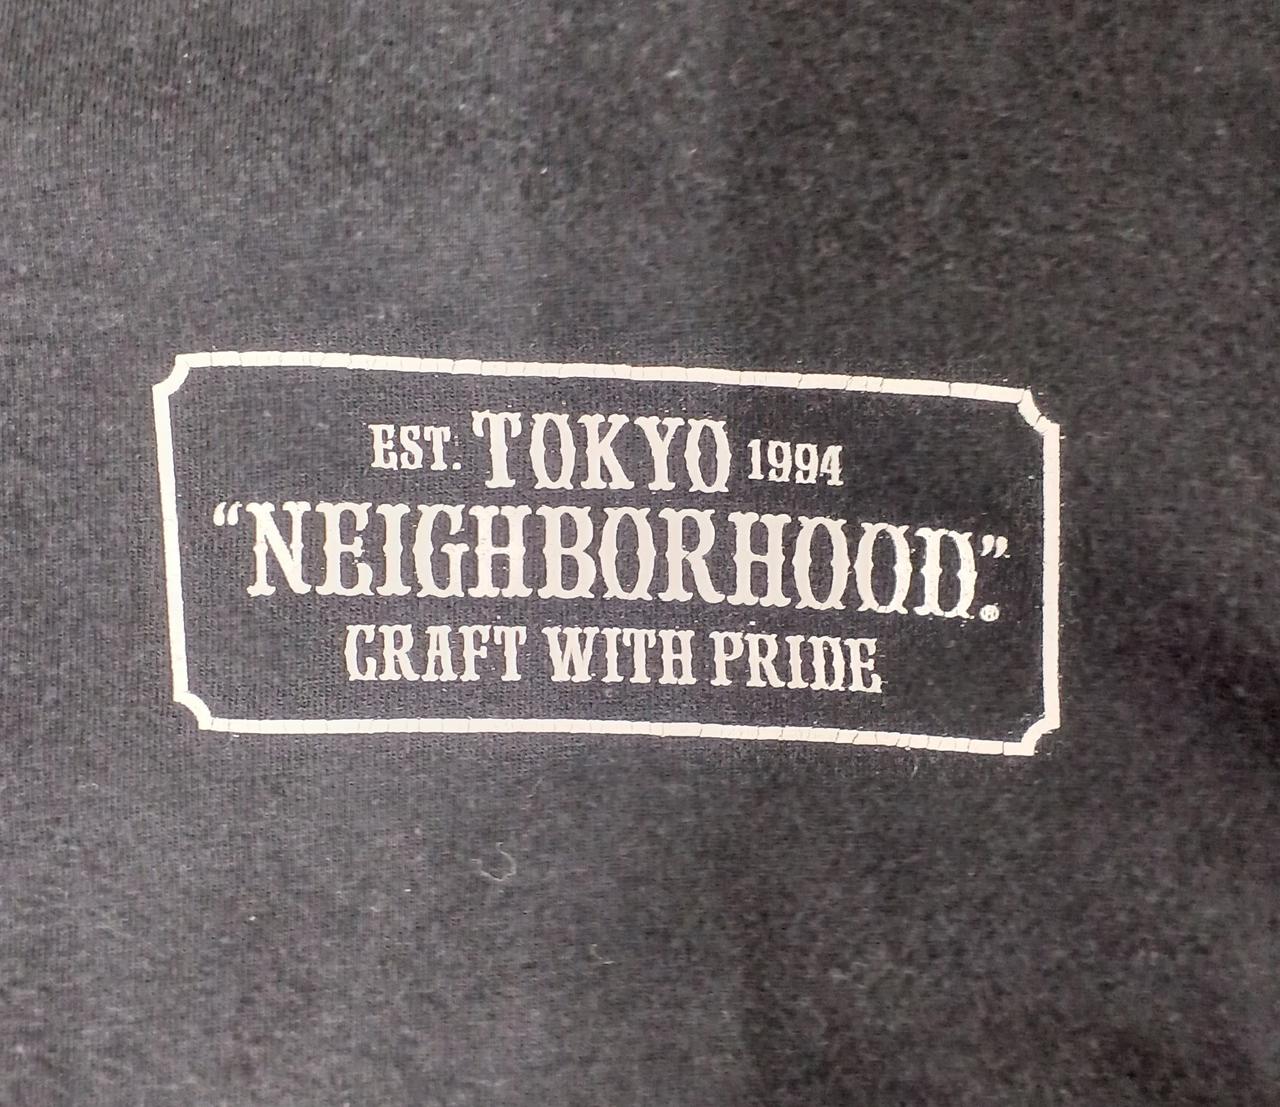 EST. TOKYO 1994
“NEIGHBORHOOD”®
CRAFT WITH PRIDE